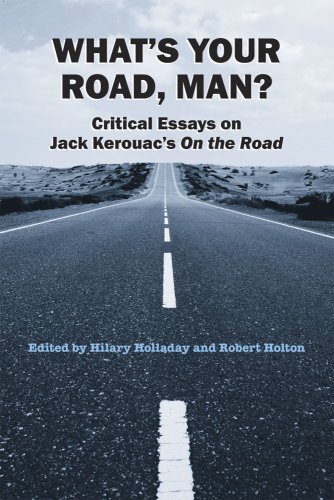 WHAT'S YOUR
ROAD, MAN?
Critical Essays on
Jack Kerouac's On the Road
Edited by Hilary Holladay and Robert Holton